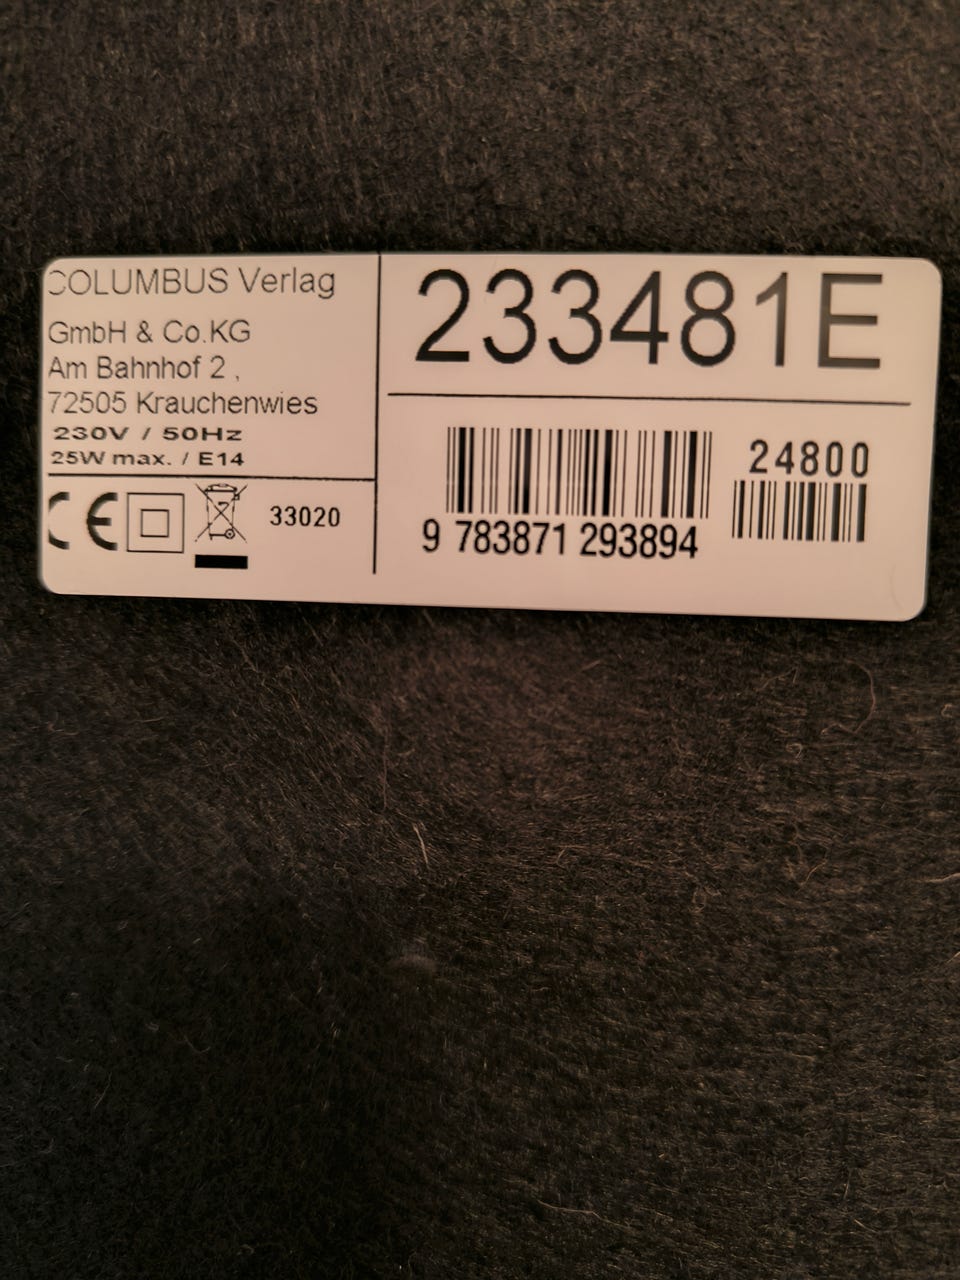 COLUMBUS Verlag
GmbH & Co.KG
Am Bahnhof 2 ,
72505 Krauchenwies
230V / 50Hz
25W max. / E14
CE
33020
233481E
24800
9 783871 293894